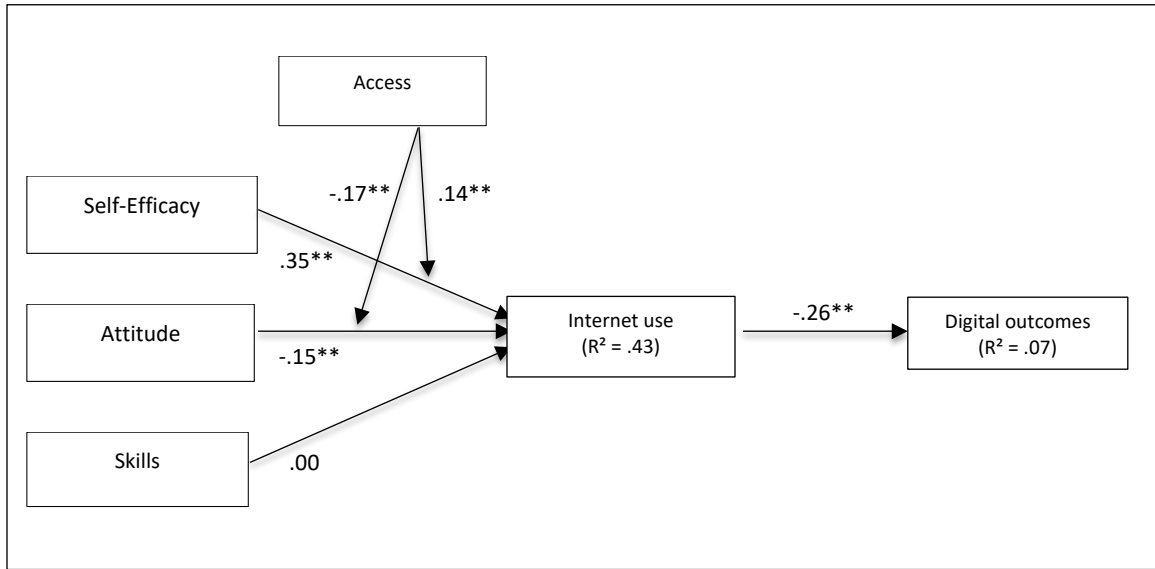 Access
-.17**
.14**
Self-Efficacy
.35**
Attitude
-.15**
Internet use
(R² = .43)
-.26**
Digital outcomes
(R² = .07)
Skills
.00